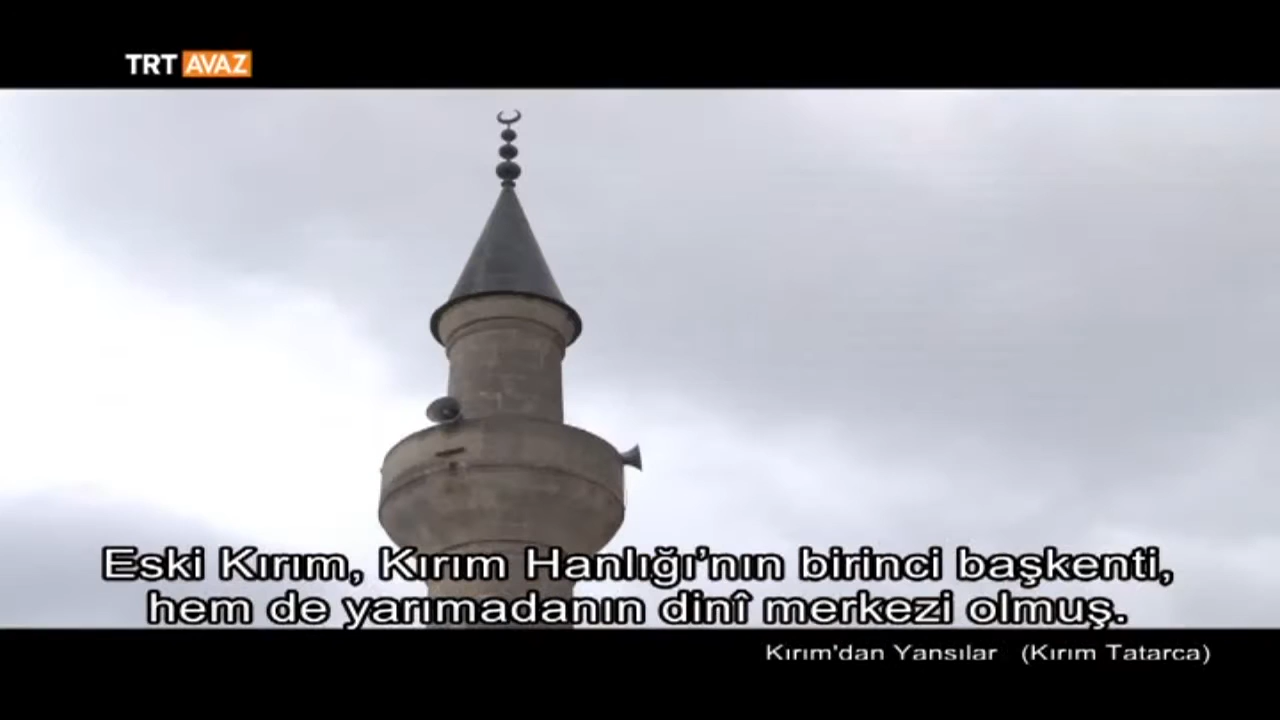 TRT AVAZ
Eski Kırım, Kırım Hanlığı’nın birinci başkenti,
hem de yarımadanın dinî merkezi olmuş.
Kırım'dan Yansılar (Kırım Tatarca)